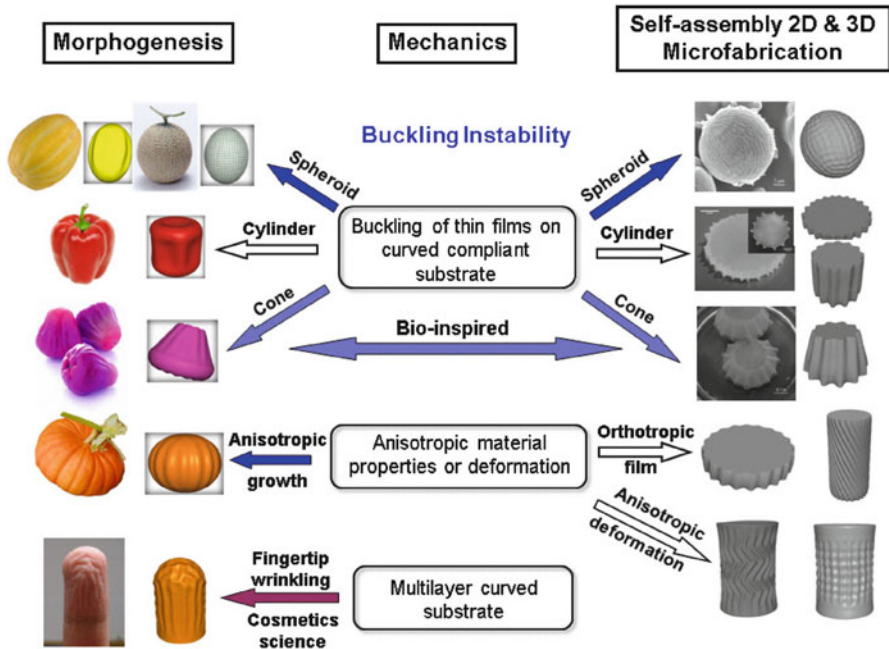 Morphogenesis
Mechanics
Self-assembly 2D & 3D
Microfabrication
Buckling Instability
Spheroid
Spheroid
Buckling of thin films on
curved compliant
substrate
Cylinder
Cylinder
Cone
Cone
Bio-inspired
Anisotropic
growth
Anisotropic material
properties or deformation
Orthotropic
film
Anisotropic
deformation
Fingertip
wrinkling
Cosmetics
science
Multilayer curved
substrate